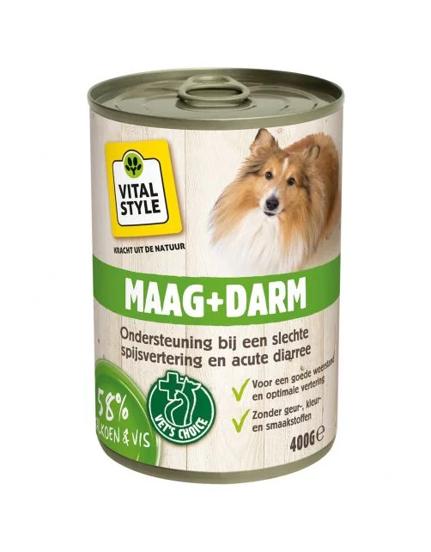 VITAL
STYLE
KRACHT UIT DE NATUUR
MAAG+DARM
Ondersteuning bij een slechte
spijsvertering en acute diarree
58%
& VIS
VET'S CHOICE
Voor een goede weerstand
en optimale vertering
Zonder geur-, kleur-
en smaakstoffen
400G℮